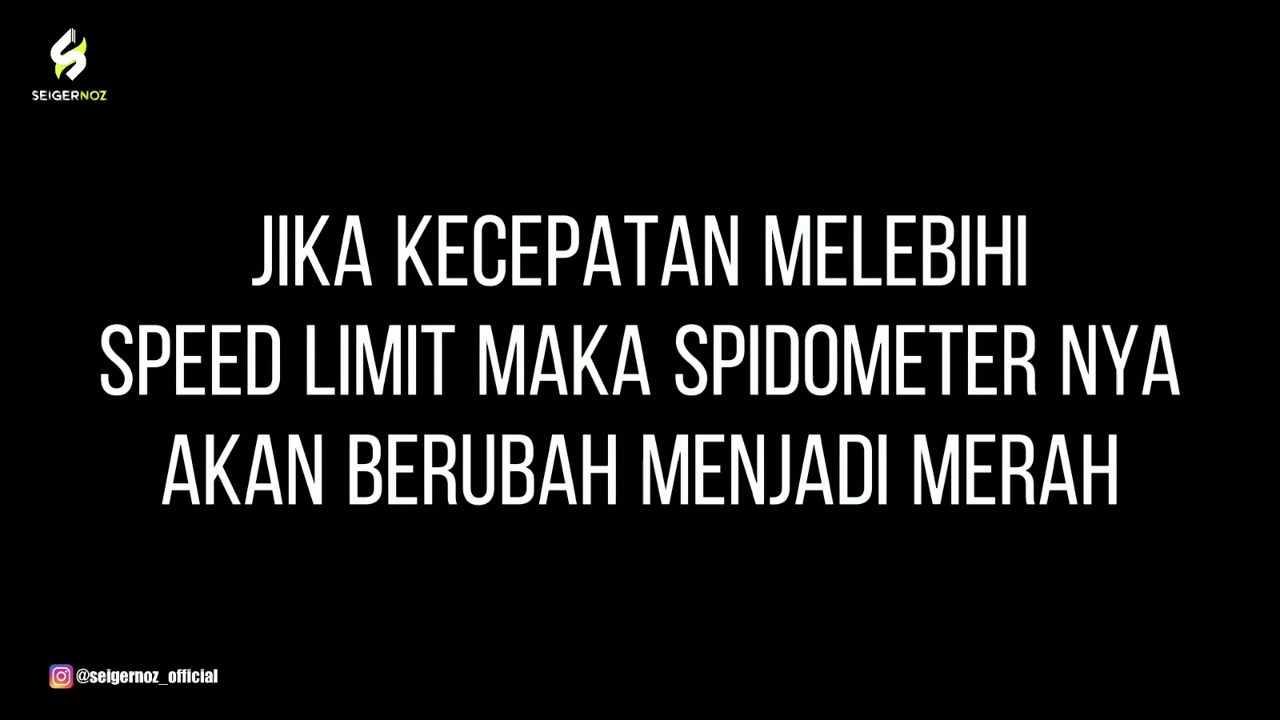 SEIGERNOZ
JIKA KECEPATAN MELEBIHI
SPEED LIMIT MAKA SPIDOMETER NYA
AKAN BERUBAH MENJADI MERAH
@seigernoz_official